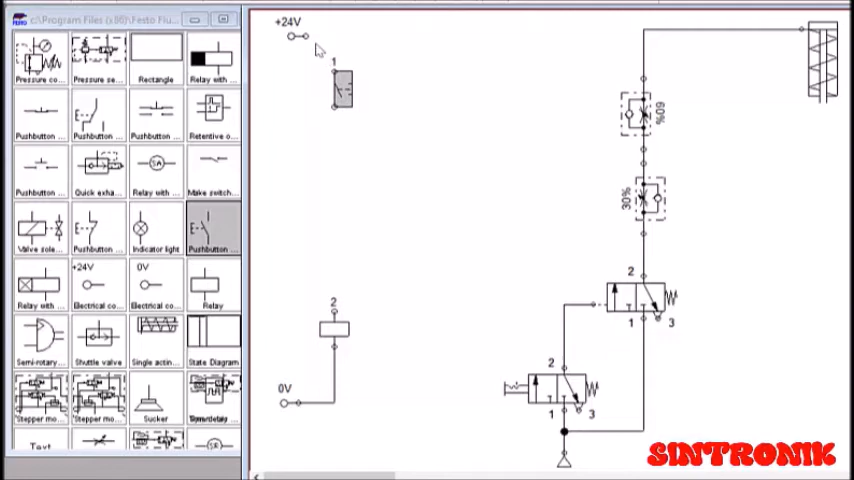 c:\Program Files (x86)\Festo Flu...
FESTO
Pressure co...
Pressure se...
Rectangle
Relay with ...
Pushbutton ...
Pushbutton ...
Pushbutton ...
Retentive o...
Pushbutton ...
Quick exha...
Relay with ...
Make switch...
SA
Valve sole...
Pushbutton ...
Indicator light
Pushbutton ...
+24V
0V
Relay with ...
Electrical co...
Electrical co...
Relay
Semi-rotary...
Shuttle valve
Single actin...
State Diagram
Stepper mo...
Stepper mo...
Sucker
Text
+24V
1
2
0V
60%
30%
2
1
3
2
1
3
SINTRONIK